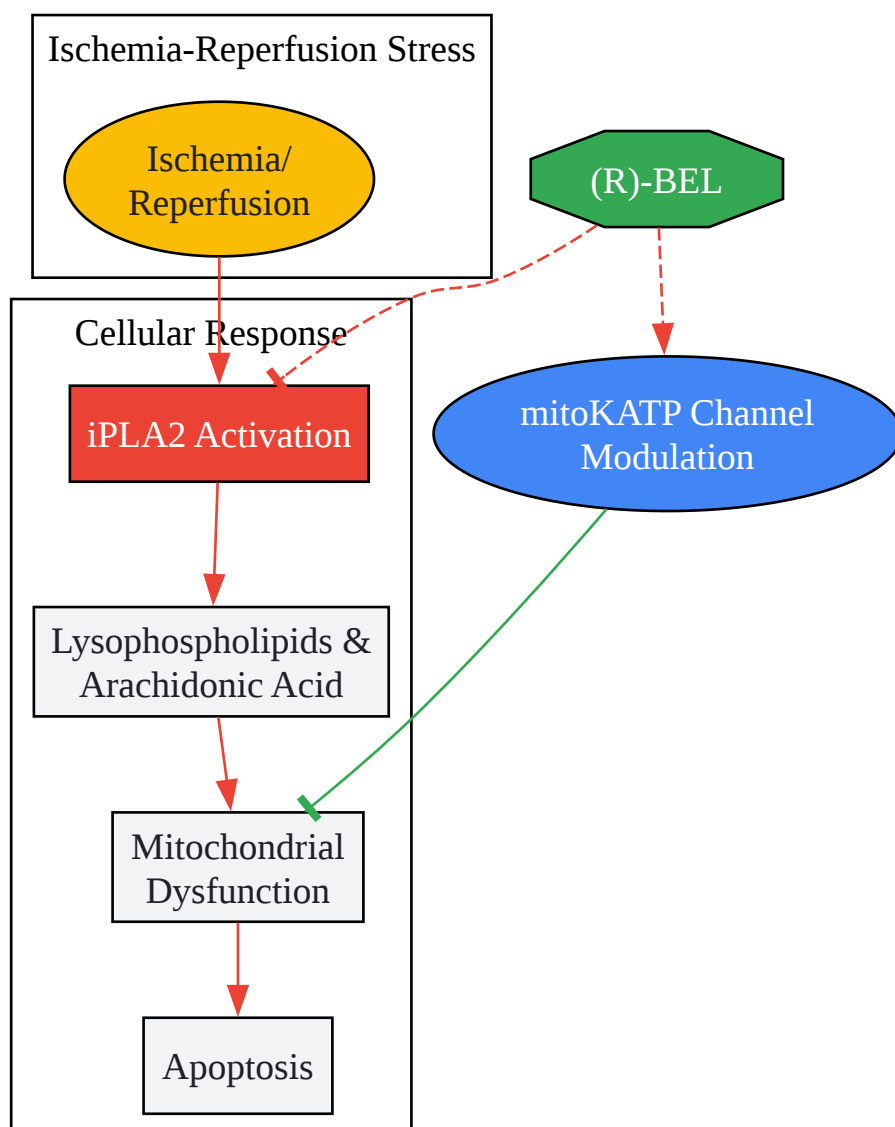 Ischemia-Reperfusion Stress
Ischemia/
Reperfusion
(R)-BEL
Cellular Response
iPLA2 Activation
mitoKATP Channel
Modulation
Lysophospholipids &
Arachidonic Acid
Mitochondrial
Dysfunction
Apoptosis